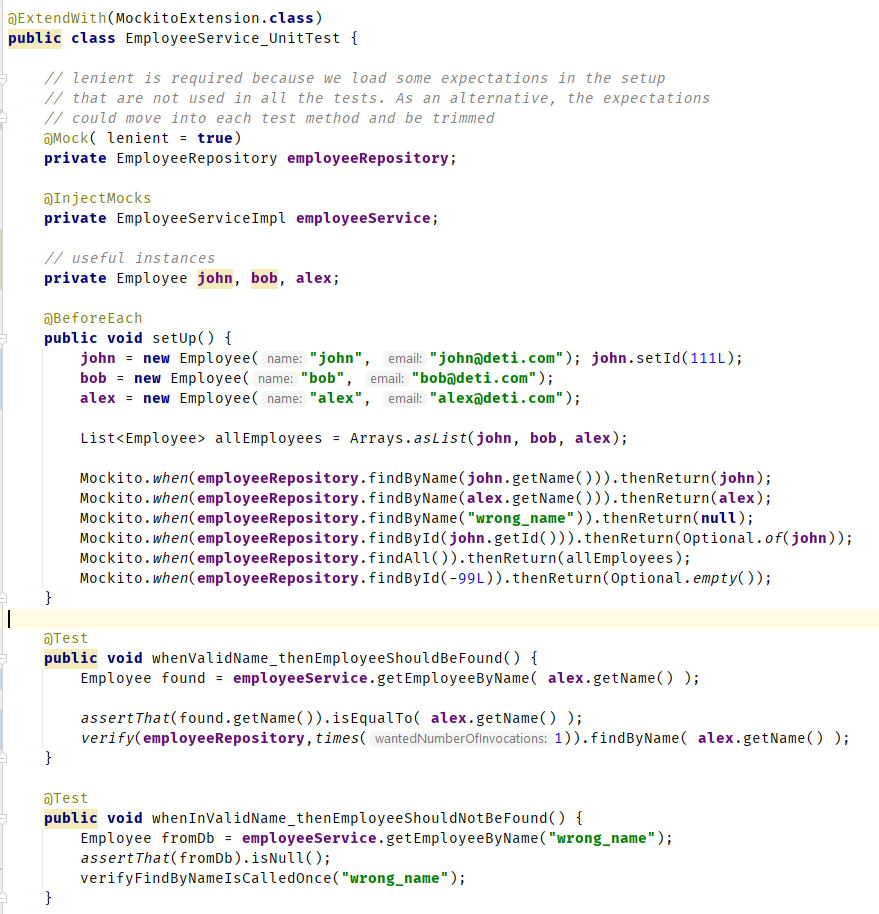 @ExtendWith(MockitoExtension.class)
public class EmployeeService_UnitTest {

    // lenient is required because we load some expectations in the setup
    // that are not used in all the tests. As an alternative, the expectations
    // could move into each test method and be trimmed
    @Mock( lenient = true)
    private EmployeeRepository employeeRepository;

    @InjectMocks
    private EmployeeServiceImpl employeeService;

    // useful instances
    private Employee john, bob, alex;

    @BeforeEach
    public void setUp() {
        john = new Employee( name: "john",  email: "john@deti.com"); john.setId(111L);
        bob = new Employee( name: "bob",  email: "bob@deti.com");
        alex = new Employee( name: "alex",  email: "alex@deti.com");

        List<Employee> allEmployees = Arrays.asList(john, bob, alex);

        Mockito.when(employeeRepository.findByName(john.getName())).thenReturn(john);
        Mockito.when(employeeRepository.findByName(alex.getName())).thenReturn(alex);
        Mockito.when(employeeRepository.findByName("wrong_name")).thenReturn(null);
        Mockito.when(employeeRepository.findById(john.getId())).thenReturn(Optional.of(john));
        Mockito.when(employeeRepository.findAll()).thenReturn(allEmployees);
        Mockito.when(employeeRepository.findById(-99L)).thenReturn(Optional.empty());
    }

    @Test
    public void whenValidName_thenEmployeeShouldBeFound() {
        Employee found = employeeService.getEmployeeByName( alex.getName() );

        assertThat(found.getName()).isEqualTo( alex.getName() );
        verify(employeeRepository,times( wantedNumberOfInvocations: 1)).findByName( alex.getName() );
    }

    @Test
    public void whenInValidName_thenEmployeeShouldNotBeFound() {
        Employee fromDb = employeeService.getEmployeeByName("wrong_name");
        assertThat(fromDb).isNull();
        verifyFindByNameIsCalledOnce("wrong_name");
    }